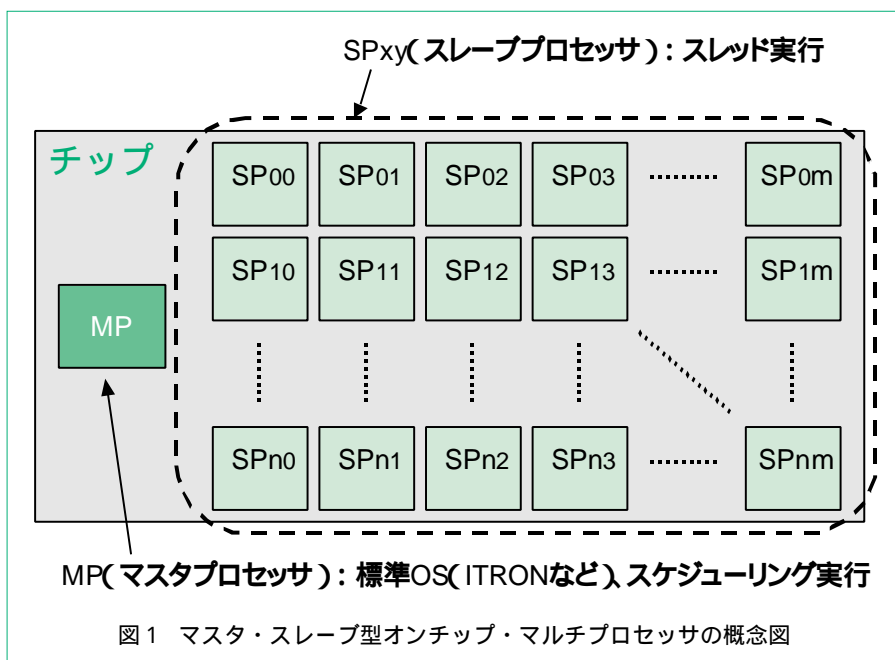 SPxy(スレーブプロセッサ):スレッド実行
チップ
SP00 SP01 SP02 SP03 ……… SP0m
SP10 SP11 SP12 SP13 ……… SP1m
MP
SPn0 SPn1 SPn2 SPn3 ……… SPnm
MP(マスタプロセッサ):標準OS(ITRONなど)、スケジューリング実行
図1 マスタ・スレーブ型オンチップ・マルチプロセッサの概念図